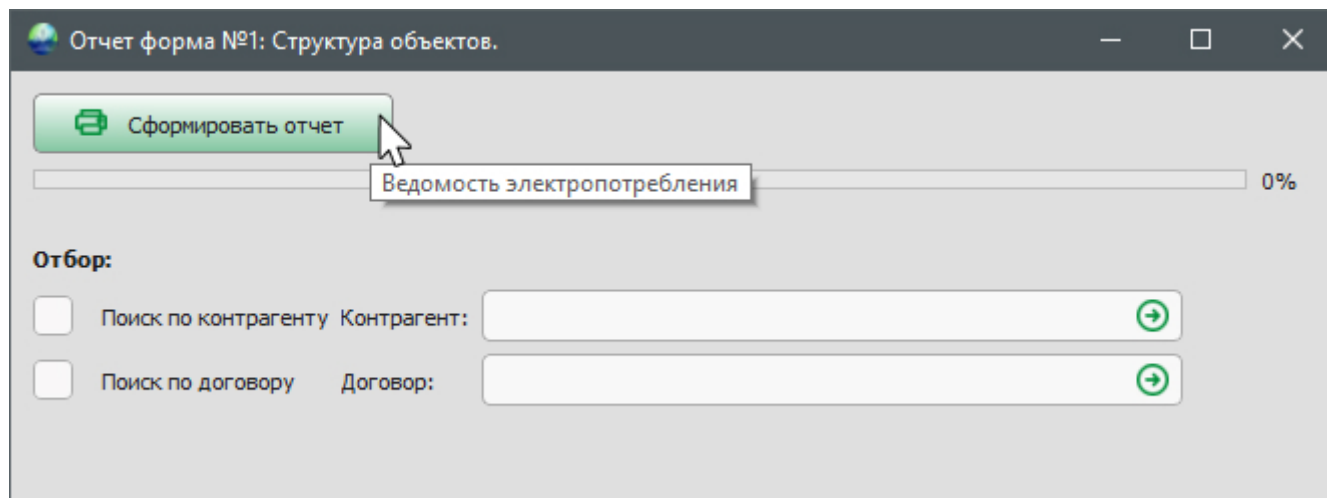 Отчет форма №1: Структура объектов.
Сформировать отчет
Ведомость электропотребления
0%
Отбор:
Поиск по контрагенту Контрагент:
Поиск по договору Договор: